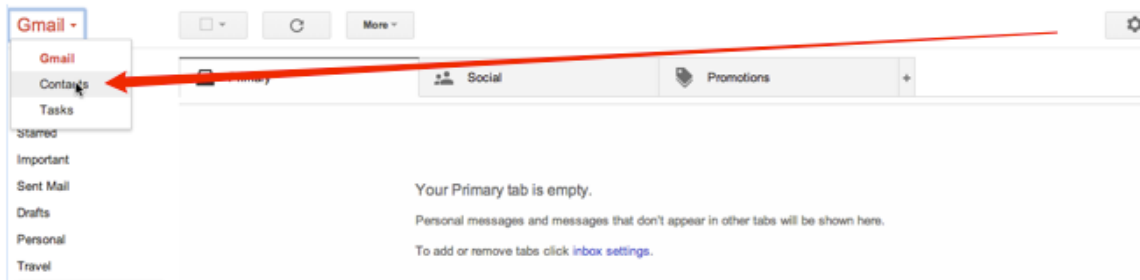 Gmail
More
Gmail
Contacts
Tasks
Primary
Social
Promotions
+
Starred
Important
Sent Mail
Drafts
Personal
Travel
Your Primary tab is empty.
Personal messages and messages that don't appear in other tabs will be shown here.
To add or remove tabs click inbox settings.